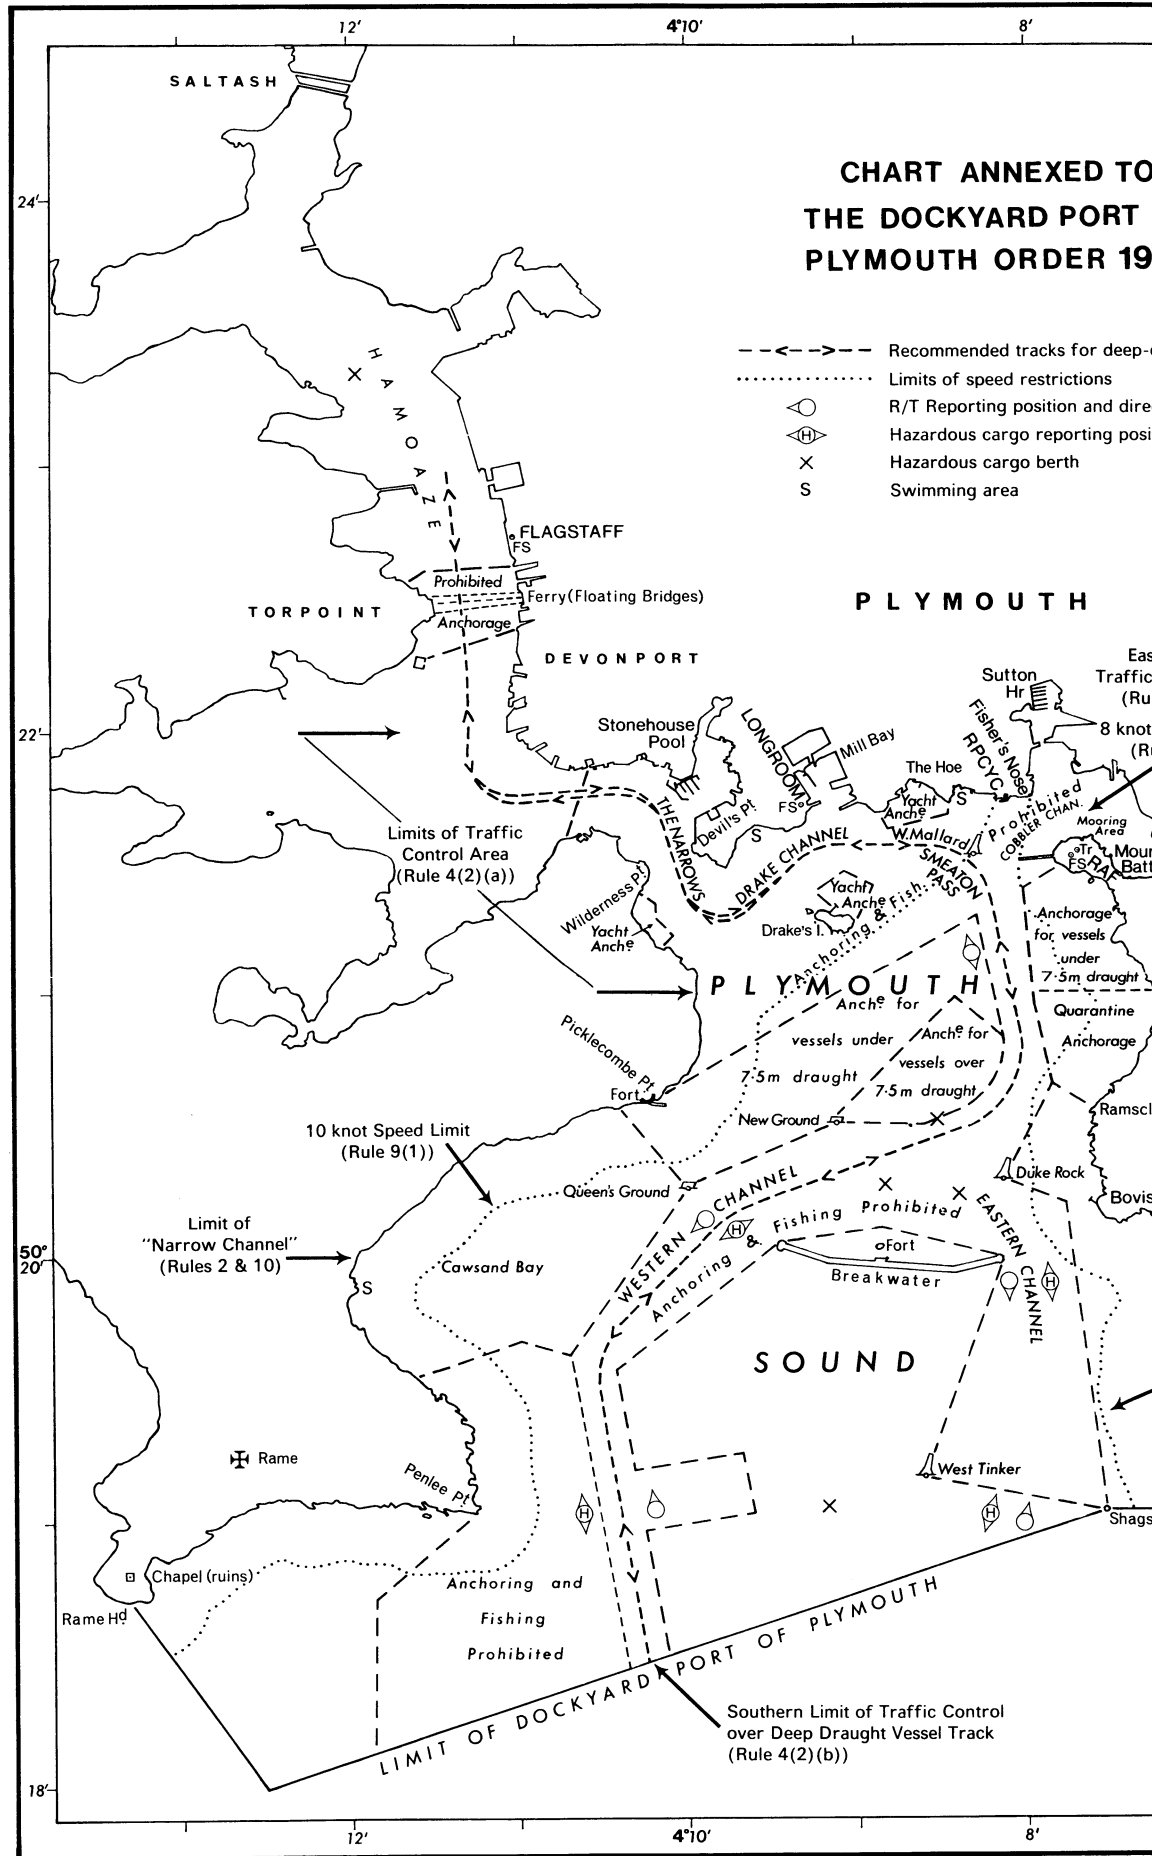 12'
4°10'
8'
SALTASH
24'
CHART ANNEXED TO
THE DOCKYARD PORT
PLYMOUTH ORDER 19
Recommended tracks for deep-
Limits of speed restrictions
R/T Reporting position and dire
Hazardous cargo reporting posi
Hazardous cargo berth
S Swimming area
HAMOAZE
FLAGSTAFF
FS
Prohibited
Anchorage
Ferry (Floating Bridges)
TORPOINT
DEVONPORT
PLYMOUTH
Eas
Traffic
(Ru
8 knot
(Ru
Sutton
Hr
Fisher's Nose
RPCYC
22'
Stonehouse
Pool
LONGROOM
FS
Mill Bay
The Hoe
Yacht
Anche
S
W. Mallard
Prohibited
COBBLER CHAN.
Mooring
Area
Tr
FS
RAF
Moun
Batt
Devil's Pt.
S
THE NARROWS
DRAKE CHANNEL
SMEATON
PASS
Limits of Traffic
Control Area
(Rule 4(2)(a))
Wilderness Pt.
Yacht
Anche
Yacht
Anche
Drake's I.
Anchoring & Fish.
Anchorage
for vessels
under
7·5m draught
Quarantine
Anchorage
PLYMOUTH
Anche for
vessels under
7·5m draught
Anche for
vessels over
7·5m draught
Picklecombe Pt.
Fort
New Ground
Ramscl
10 knot Speed Limit
(Rule 9(1))
Queen's Ground
Duke Rock
Bovis
WESTERN CHANNEL
Anchoring & Fishing Prohibited
EASTERN CHANNEL
Limit of
"Narrow Channel"
(Rules 2 & 10)
50°
20'
S
Cawsand Bay
Fort
Breakwater
H
H
SOUND
Rame
Penlee Pt.
West Tinker
H
H
Shags
Chapel (ruins)
Rame Hd
Anchoring and
Fishing
Prohibited
LIMIT OF DOCKYARD PORT OF PLYMOUTH
Southern Limit of Traffic Control
over Deep Draught Vessel Track
(Rule 4(2)(b))
18'
12'
4°10'
8'